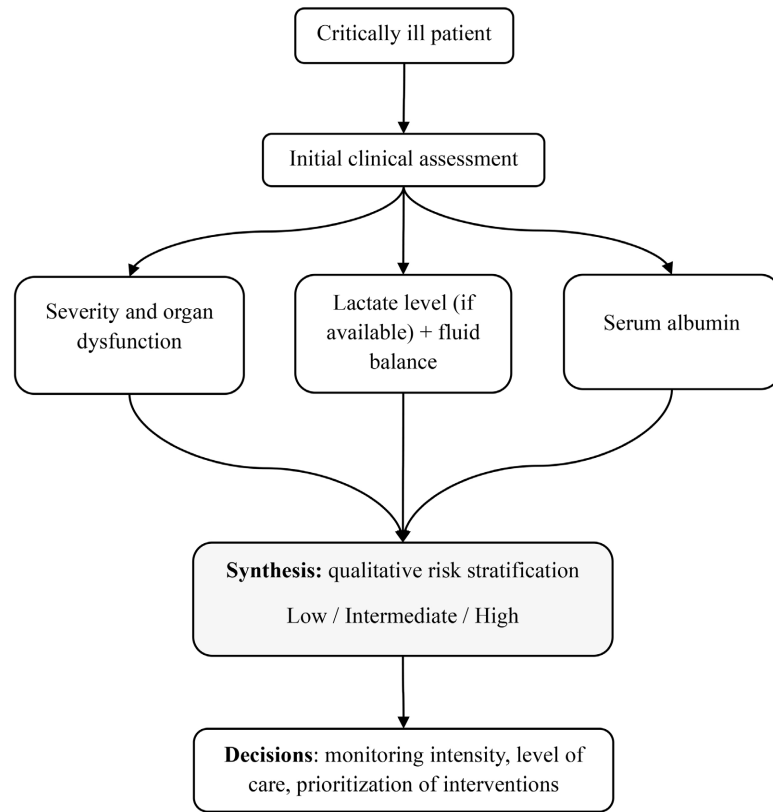 Critically ill patient
Initial clinical assessment
Severity and organ
dysfunction
Lactate level (if
available) + fluid
balance
Serum albumin
Synthesis: qualitative risk stratification
Low / Intermediate / High
Decisions: monitoring intensity, level of
care, prioritization of interventions